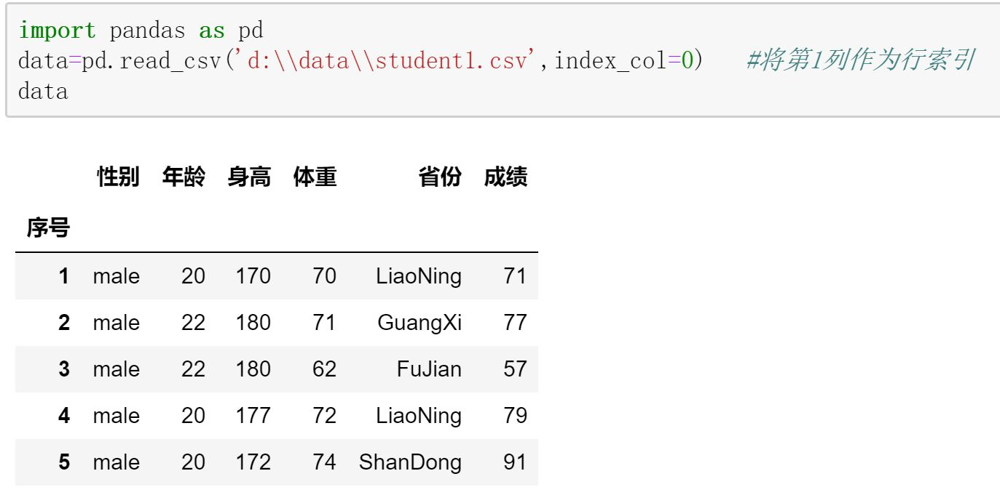 import pandas as pd
data=pd.read_csv('d:\\data\\student1.csv',index_col=0)   #将第1列作为行索引
data
性别 年龄 身高 体重 省份 成绩
序号
1 male 20 170 70 LiaoNing 71
2 male 22 180 71 GuangXi 77
3 male 22 180 62 FuJian 57
4 male 20 177 72 LiaoNing 79
5 male 20 172 74 ShanDong 91